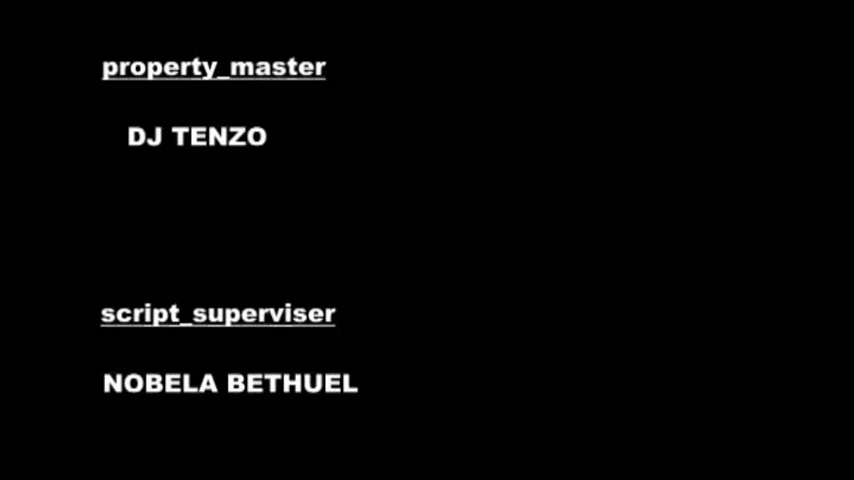 property_master
DJ TENZO
script_superviser
NOBELA BETHUEL